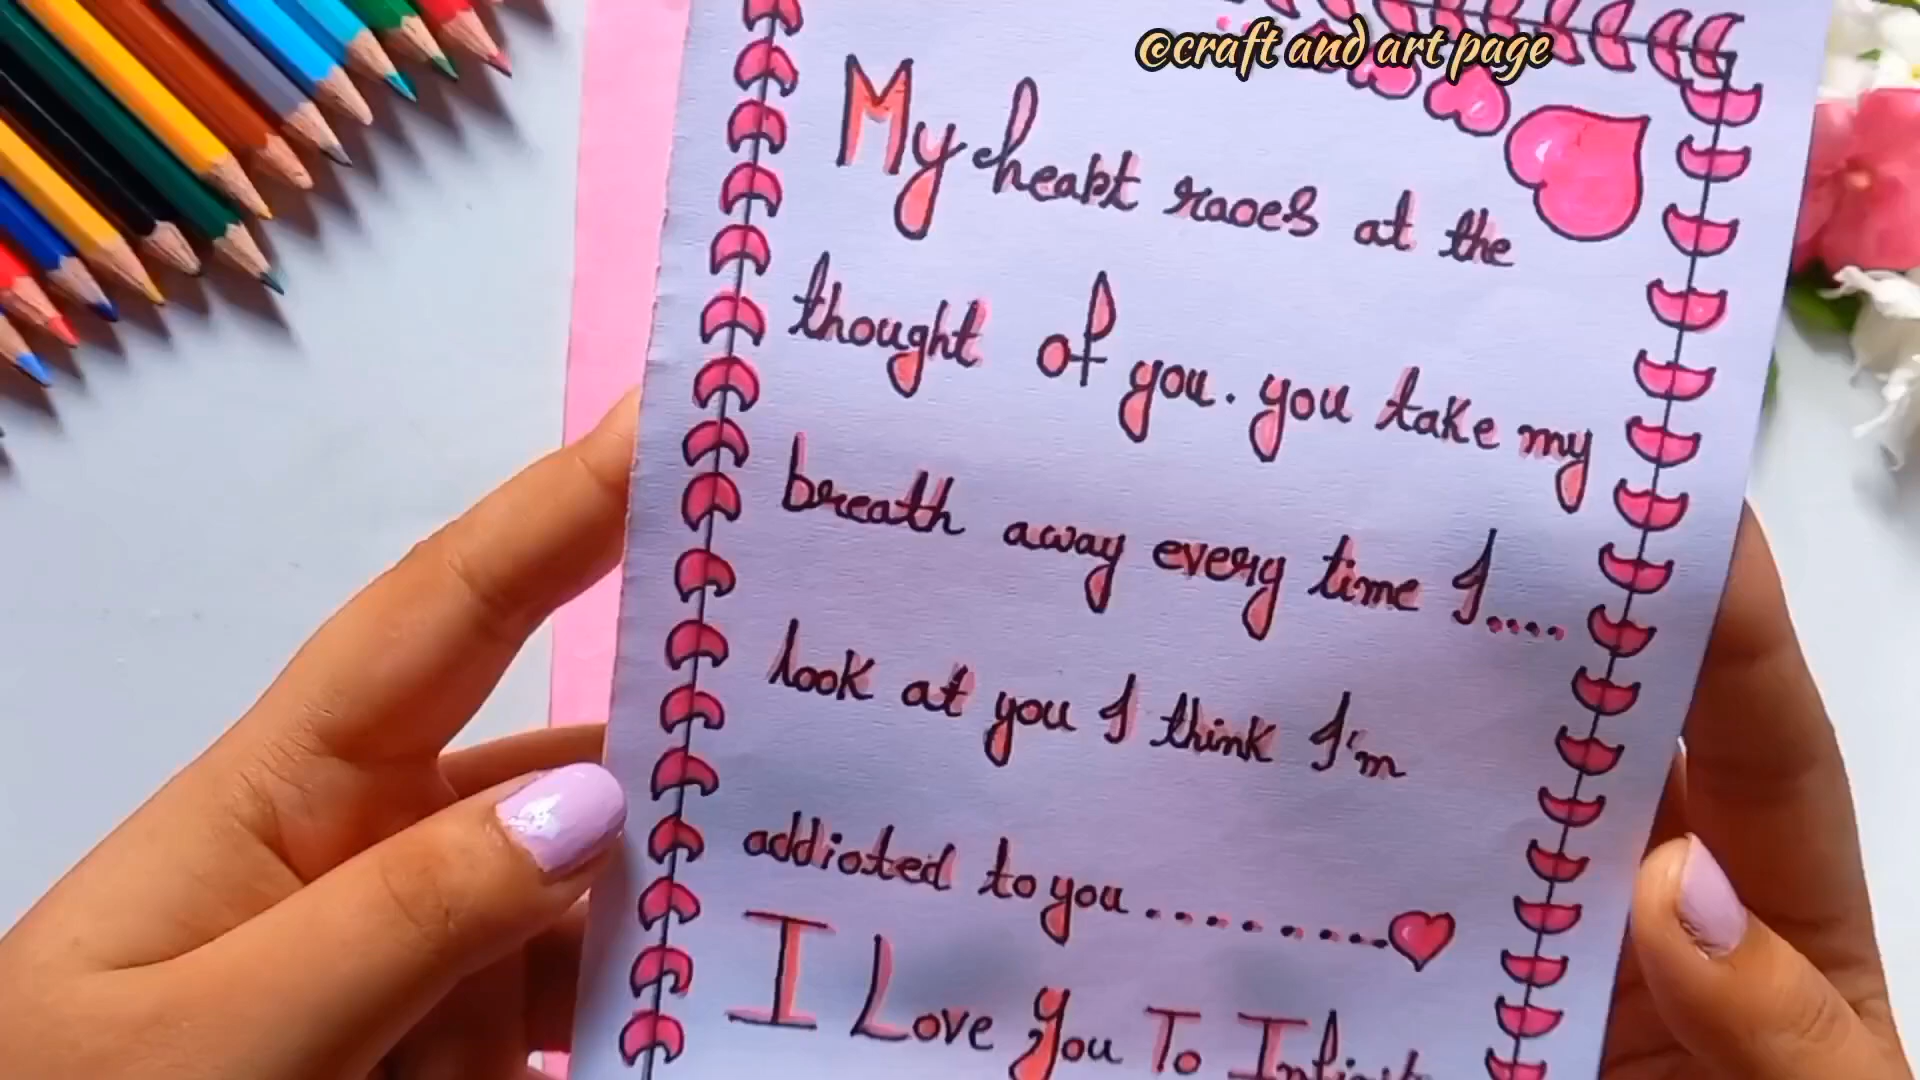 ©craft and art page
My heart races at the
thought of you. you take my
breath away every time I....
look at you I think I'm
addicted to you.........
I Love You To